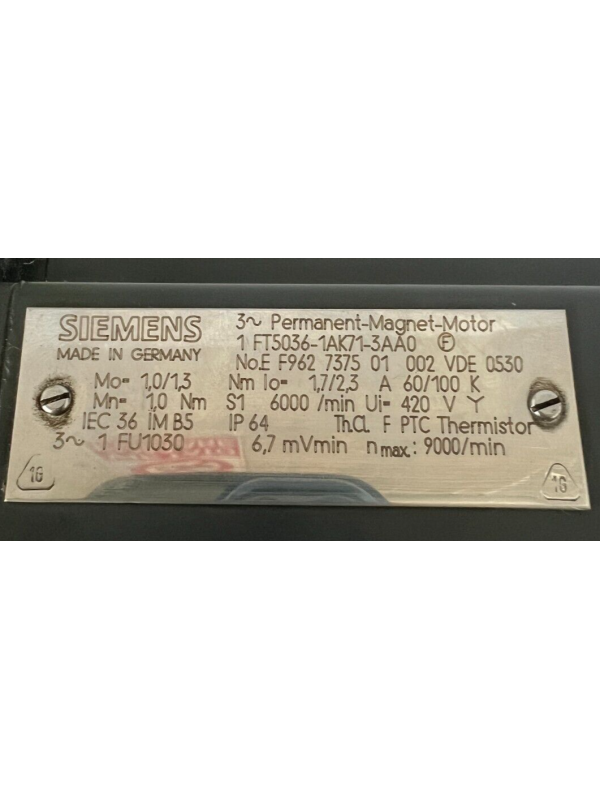 SIEMENS
3~ Permanent-Magnet-Motor
MADE IN GERMANY
1 FT5036-1AK71-3AA0 Ⓕ
No.E F962 7375 01 002 VDE 0530
Mo= 1,0/1,3 Nm Io= 1,7/2,3 A 60/100 K
Mn= 1,0 Nm S1 6000 /min Ui= 420 V Y
IEC 36 IM B5 IP 64 Th.Cl. F PTC Thermistor
3~ 1 FU1030 6,7 mVmin nmax.: 9000/min
16 16